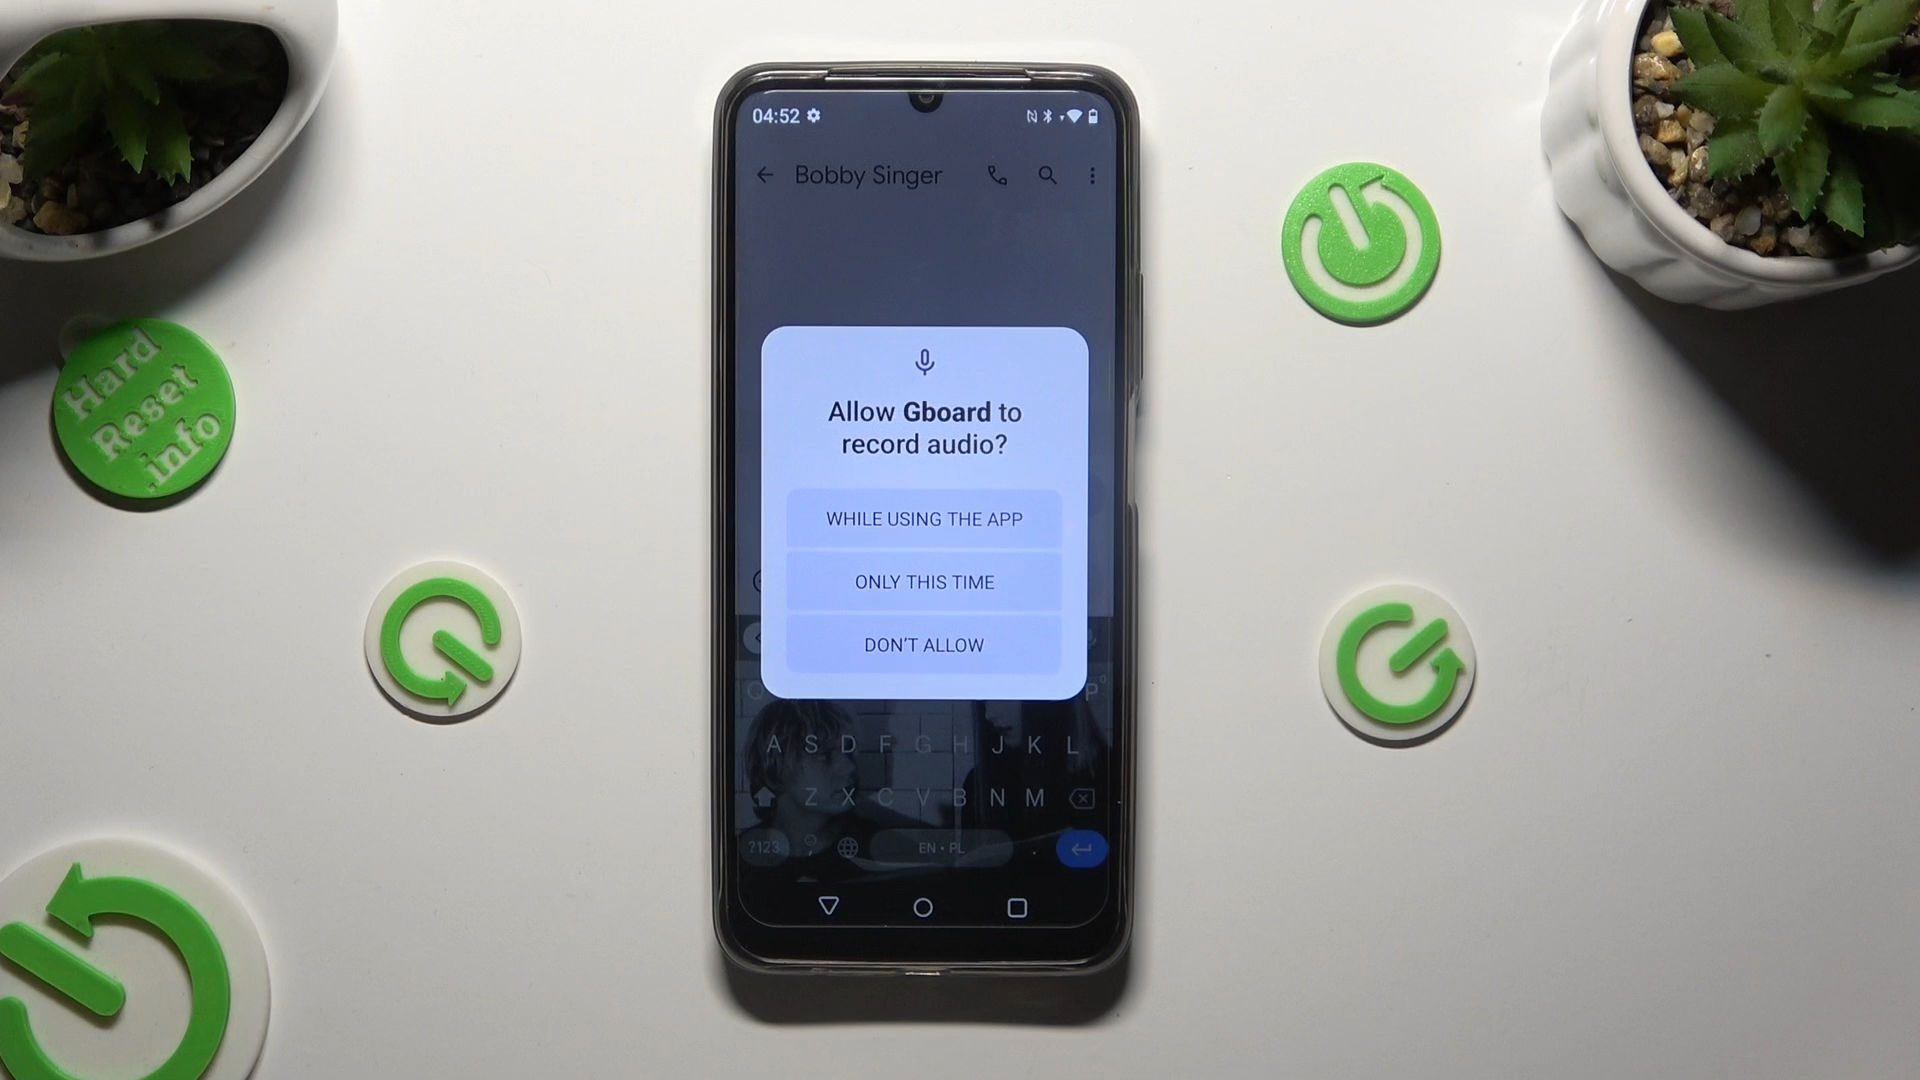 04:52
Bobby Singer
Allow Gboard to
record audio?
WHILE USING THE APP
ONLY THIS TIME
DON'T ALLOW
P
A S D F G H J K L
Z X C V B N M
?123 , EN • PL .
Hard
Reset
.info